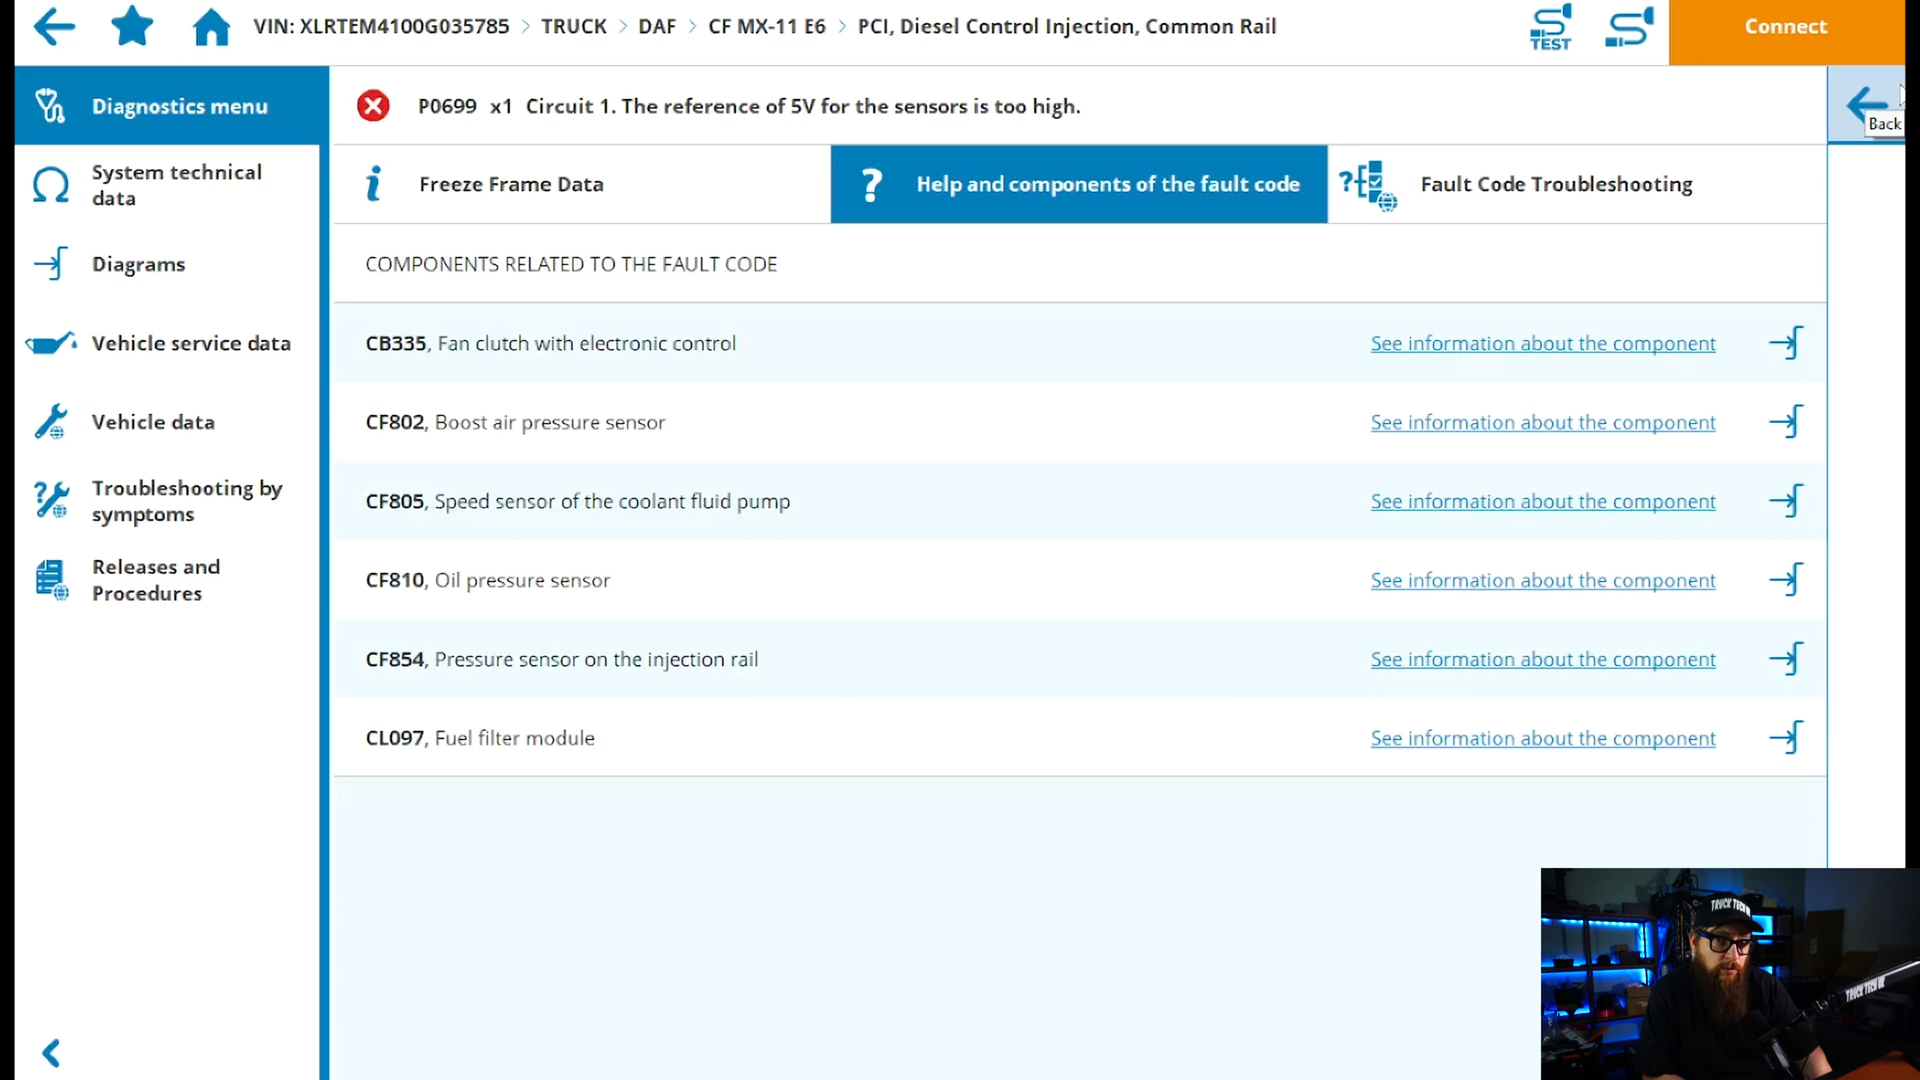 VIN: XLRTEM4100G035785 > TRUCK > DAF > CF MX-11 E6 > PCI, Diesel Control Injection, Common Rail
TEST
Connect
Diagnostics menu
P0699 x1 Circuit 1. The reference of 5V for the sensors is too high.
Back
System technical
data
Freeze Frame Data
? Help and components of the fault code
Fault Code Troubleshooting
Diagrams
COMPONENTS RELATED TO THE FAULT CODE
Vehicle service data
CB335, Fan clutch with electronic control
See information about the component
Vehicle data
CF802, Boost air pressure sensor
See information about the component
Troubleshooting by
symptoms
CF805, Speed sensor of the coolant fluid pump
See information about the component
Releases and
Procedures
CF810, Oil pressure sensor
See information about the component
CF854, Pressure sensor on the injection rail
See information about the component
CL097, Fuel filter module
See information about the component
TRUCK TECH UK
TRUCK TECH UK